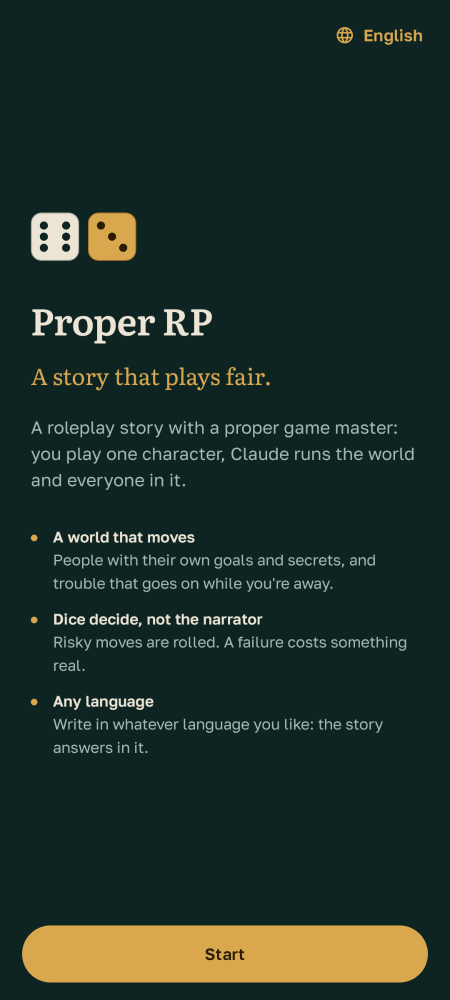 English
Proper RP
A story that plays fair.
A roleplay story with a proper game master:
you play one character, Claude runs the world
and everyone in it.
A world that moves
People with their own goals and secrets, and
trouble that goes on while you're away.
Dice decide, not the narrator
Risky moves are rolled. A failure costs something
real.
Any language
Write in whatever language you like: the story
answers in it.
Start